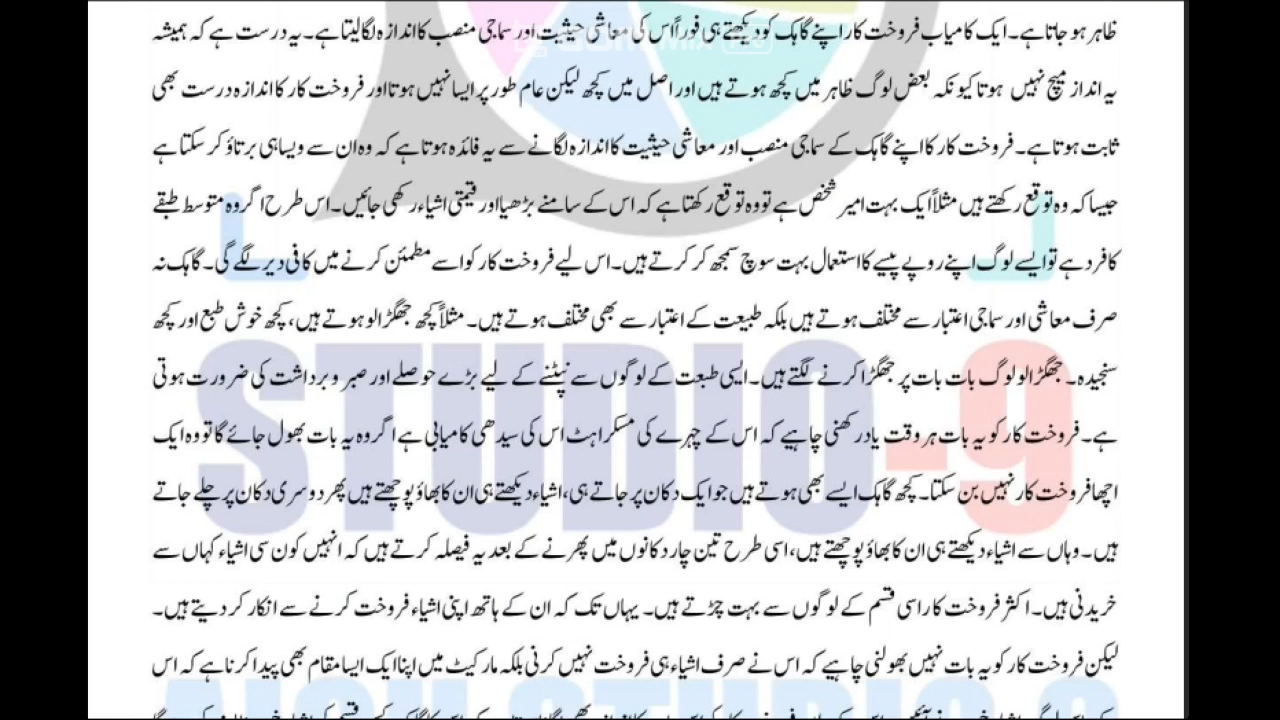 ظاہر ہو جاتا ہے۔ ایک کامیاب فروخت کار اپنے گاہک کو دیکھتے ہی فوراً اس کی معاشی حیثیت اور سماجی منصب کا اندازہ لگا لیتا ہے۔ یہ درست ہے کہ ہمیشہ
یہ انداز میچ نہیں ہوتا کیونکہ بعض لوگ ظاہر میں کچھ ہوتے ہیں اور اصل میں کچھ لیکن عام طور پر ایسا نہیں ہوتا اور فروخت کار کا اندازہ درست بھی
ثابت ہوتا ہے۔ فروخت کار کا اپنے گاہک کے سماجی منصب اور معاشی حیثیت کا اندازہ لگانے سے یہ فائدہ ہوتا ہے کہ وہ ان سے ویسا ہی برتاؤ کر سکتا ہے
جیسا کہ وہ توقع رکھتے ہیں مثلاً ایک بہت امیر شخص ہے تو وہ توقع رکھتا ہے کہ اس کے سامنے بڑھیا اور قیمتی اشیاء رکھی جائیں۔ اس طرح اگر وہ متوسط طبقے
کا فرد ہے تو ایسے لوگ اپنے روپے پیسے کا استعمال بہت سوچ سمجھ کر کرتے ہیں۔ اس لیے فروخت کار کو اسے مطمئن کرنے میں کافی دیر لگے گی۔ گاہک نہ
صرف معاشی اور سماجی اعتبار سے مختلف ہوتے ہیں بلکہ طبیعت کے اعتبار سے بھی مختلف ہوتے ہیں۔ مثلاً کچھ جھگڑالو ہوتے ہیں، کچھ خوش طبع اور کچھ
سنجیدہ۔ جھگڑالو لوگ بات بات پر جھگڑا کرنے لگتے ہیں۔ ایسی طبعت کے لوگوں سے نپٹنے کے لیے بڑے حوصلے اور صبر و برداشت کی ضرورت ہوتی
ہے۔ فروخت کار کو یہ بات ہر وقت یاد رکھنی چاہیے کہ اس کے چہرے کی مسکراہٹ اس کی سیدھی کامیابی ہے اگر وہ یہ بات بھول جائے گا تو وہ ایک
اچھا فروخت کار نہیں بن سکتا۔ کچھ گاہک ایسے بھی ہوتے ہیں جو ایک دکان پر جاتے ہی، اشیاء دیکھتے ہی ان کا بھاؤ پوچھتے ہیں پھر دوسری دکان پر چلے جاتے
ہیں۔ وہاں سے اشیاء دیکھتے ہی ان کا بھاؤ پوچھتے ہیں، اسی طرح تین چار دکانوں میں پھرنے کے بعد یہ فیصلہ کرتے ہیں کہ انہیں کون سی اشیاء کہاں سے
خریدنی ہیں۔ اکثر فروخت کار اسی قسم کے لوگوں سے بہت چڑتے ہیں۔ یہاں تک کہ ان کے ہاتھ اپنی اشیاء فروخت کرنے سے انکار کر دیتے ہیں۔
لیکن فروخت کار کو یہ بات نہیں بھولنی چاہیے کہ اس نے صرف اشیاء ہی فروخت نہیں کرنی بلکہ مارکیٹ میں اپنا ایک ایسا مقام بھی پیدا کرنا ہے کہ اس
STUDIO-9